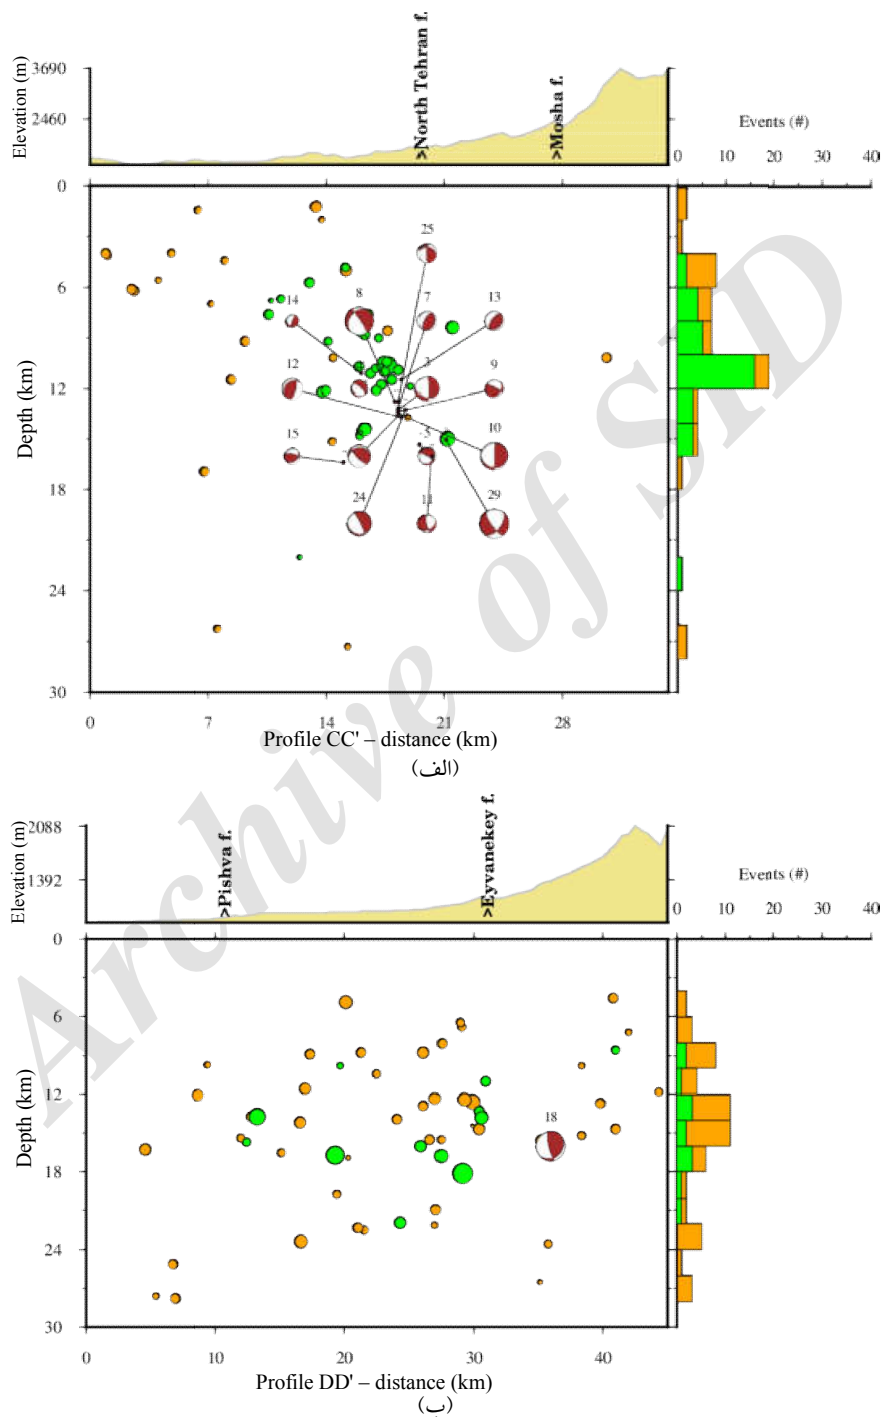 >North Tehran f.
>Mosha f.
Elevation (m)
3690
2460
Events (#)
0 10 20 30 40
0
6
12
18
24
30
Depth (km)
25
14
8
7
13
12
3
9
15
5
10
24
11
29
0 7 14 21 28
Profile CC' – distance (km)
(الف)
>Pishva f.
>Eyvanekey f.
Elevation (m)
2088
1392
Events (#)
0 10 20 30 40
0
6
12
18
24
30
Depth (km)
18
0 10 20 30 40
Profile DD' – distance (km)
(ب)
Archive of SID